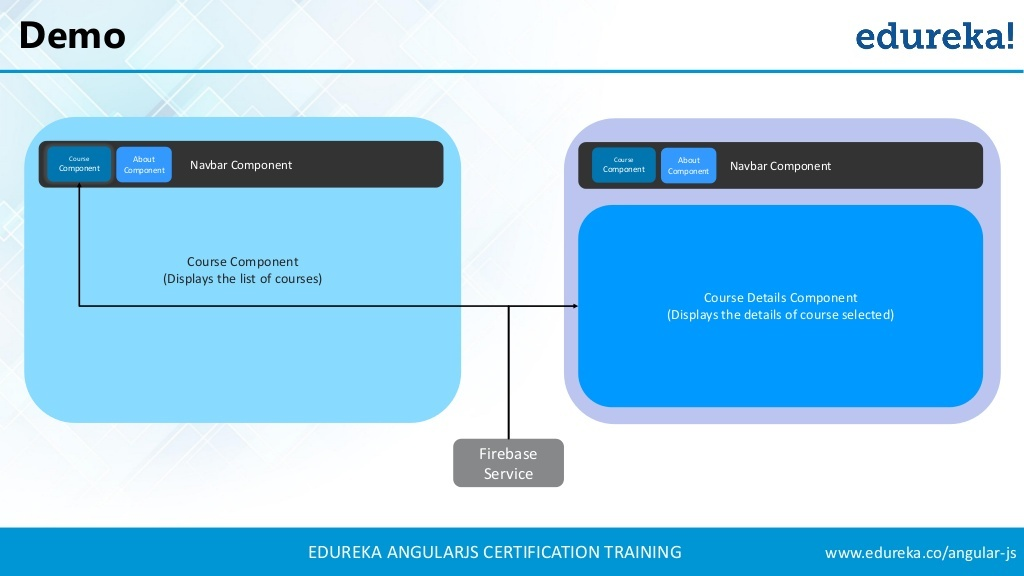 Demo
edureka!
Course
Component
About
Component
Navbar Component
Course Component
(Displays the list of courses)
Course
Component
About
Component
Navbar Component
Course Details Component
(Displays the details of course selected)
Firebase
Service
EDUREKA ANGULARJS CERTIFICATION TRAINING
www.edureka.co/angular-js